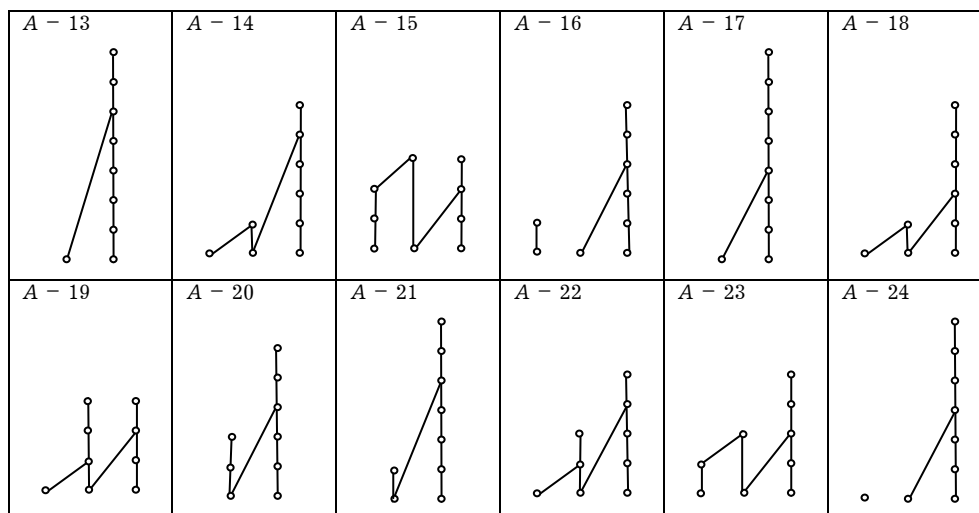 A − 13
A − 14
A − 15
A − 16
A − 17
A − 18
A − 19
A − 20
A − 21
A − 22
A − 23
A − 24